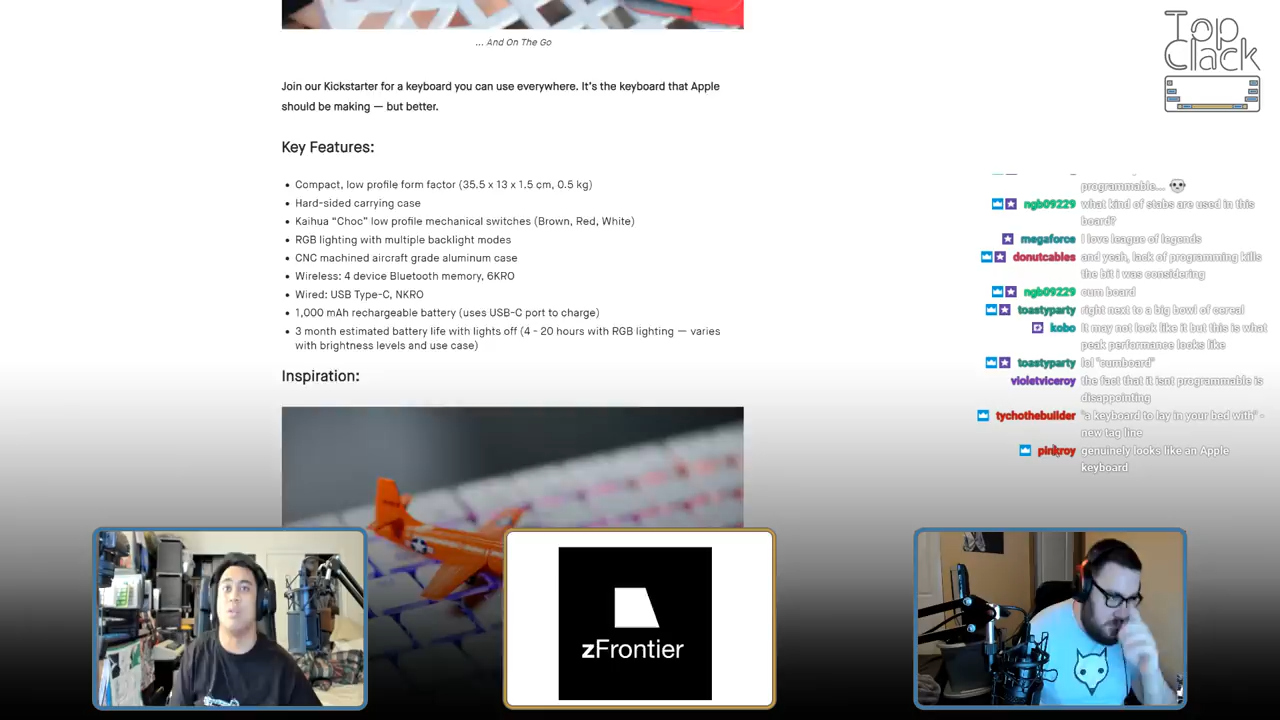 ... And On The Go
Join our Kickstarter for a keyboard you can use everywhere. It's the keyboard that Apple
should be making — but better.
Key Features:
• Compact, low profile form factor (35.5 x 13 x 1.5 cm, 0.5 kg)
• Hard-sided carrying case
• Kaihua “Choc” low profile mechanical switches (Brown, Red, White)
• RGB lighting with multiple backlight modes
• CNC machined aircraft grade aluminum case
• Wireless: 4 device Bluetooth memory, 6KRO
• Wired: USB Type-C, NKRO
• 1,000 mAh rechargeable battery (uses USB-C port to charge)
• 3 month estimated battery life with lights off (4 - 20 hours with RGB lighting — varies
with brightness levels and use case)
Inspiration:
Top
Clack
programmable...
ngb09229 what kind of stabs are used in this
board?
megaforce I love league of legends
donutcables and yeah, lack of programming kills
the bit i was considering
ngb09229 cum board
toastyparty right next to a big bowl of cereal
kobo It may not look like it but this is what
peak performance looks like
toastyparty lol "cumboard"
violetviceroy the fact that it isnt programmable is
disappointing
tychothebuilder "a keyboard to lay in your bed with" -
new tag line
pinkroy genuinely looks like an Apple
keyboard
zFrontier